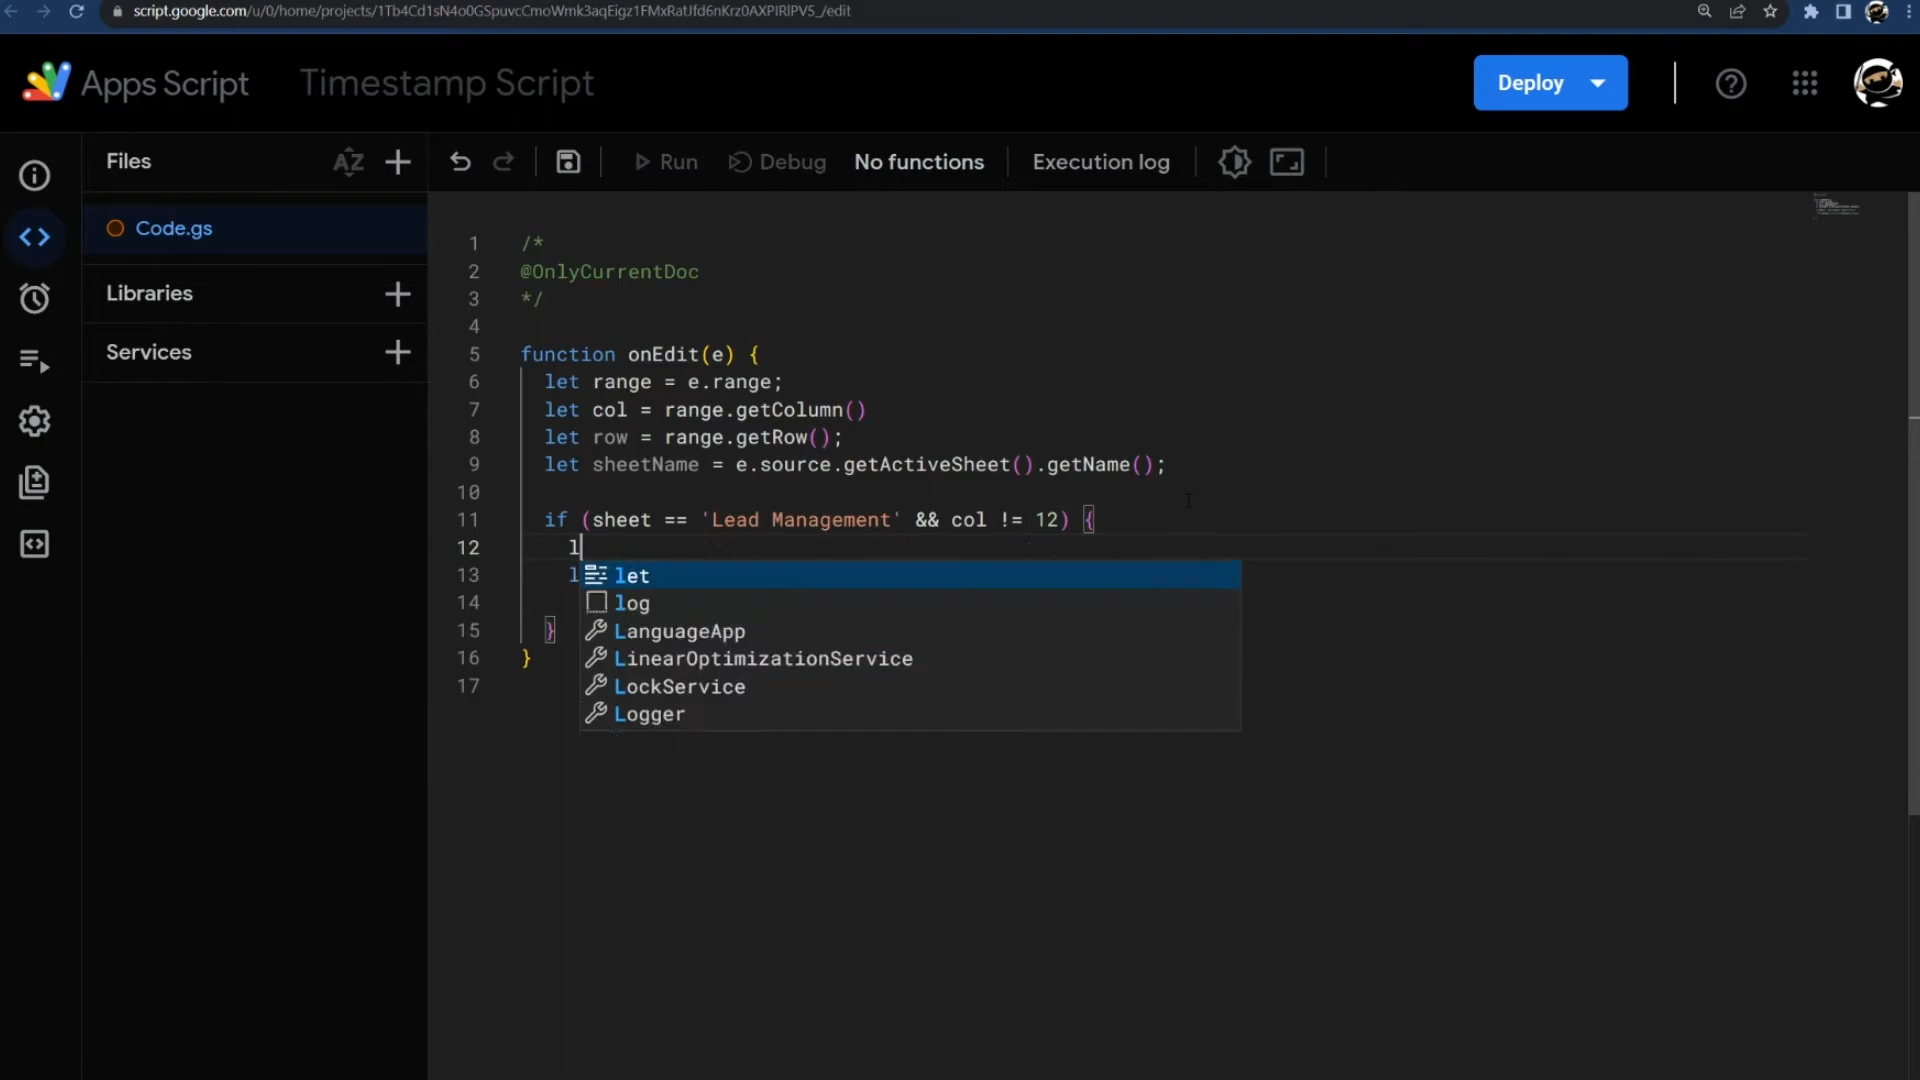 script.google.com/u/0/home/projects/1Tb4Cd1sN4o0GSpuvcCmoWmk3aqEigz1FMxRaUfd6nKrz0AXPIRlPV5_/edit
Apps Script
Timestamp Script
Deploy
Files
AZ
Run
Debug
No functions
Execution log
Code.gs
Libraries
Services
1 /*
2 @OnlyCurrentDoc
3 */
4
5 function onEdit(e) {
6 let range = e.range;
7 let col = range.getColumn()
8 let row = range.getRow();
9 let sheetName = e.source.getActiveSheet().getName();
10
11 if (sheet == 'Lead Management' && col != 12) {
12 l
13 l
14
15 }
16 }
17
let
log
LanguageApp
LinearOptimizationService
LockService
Logger